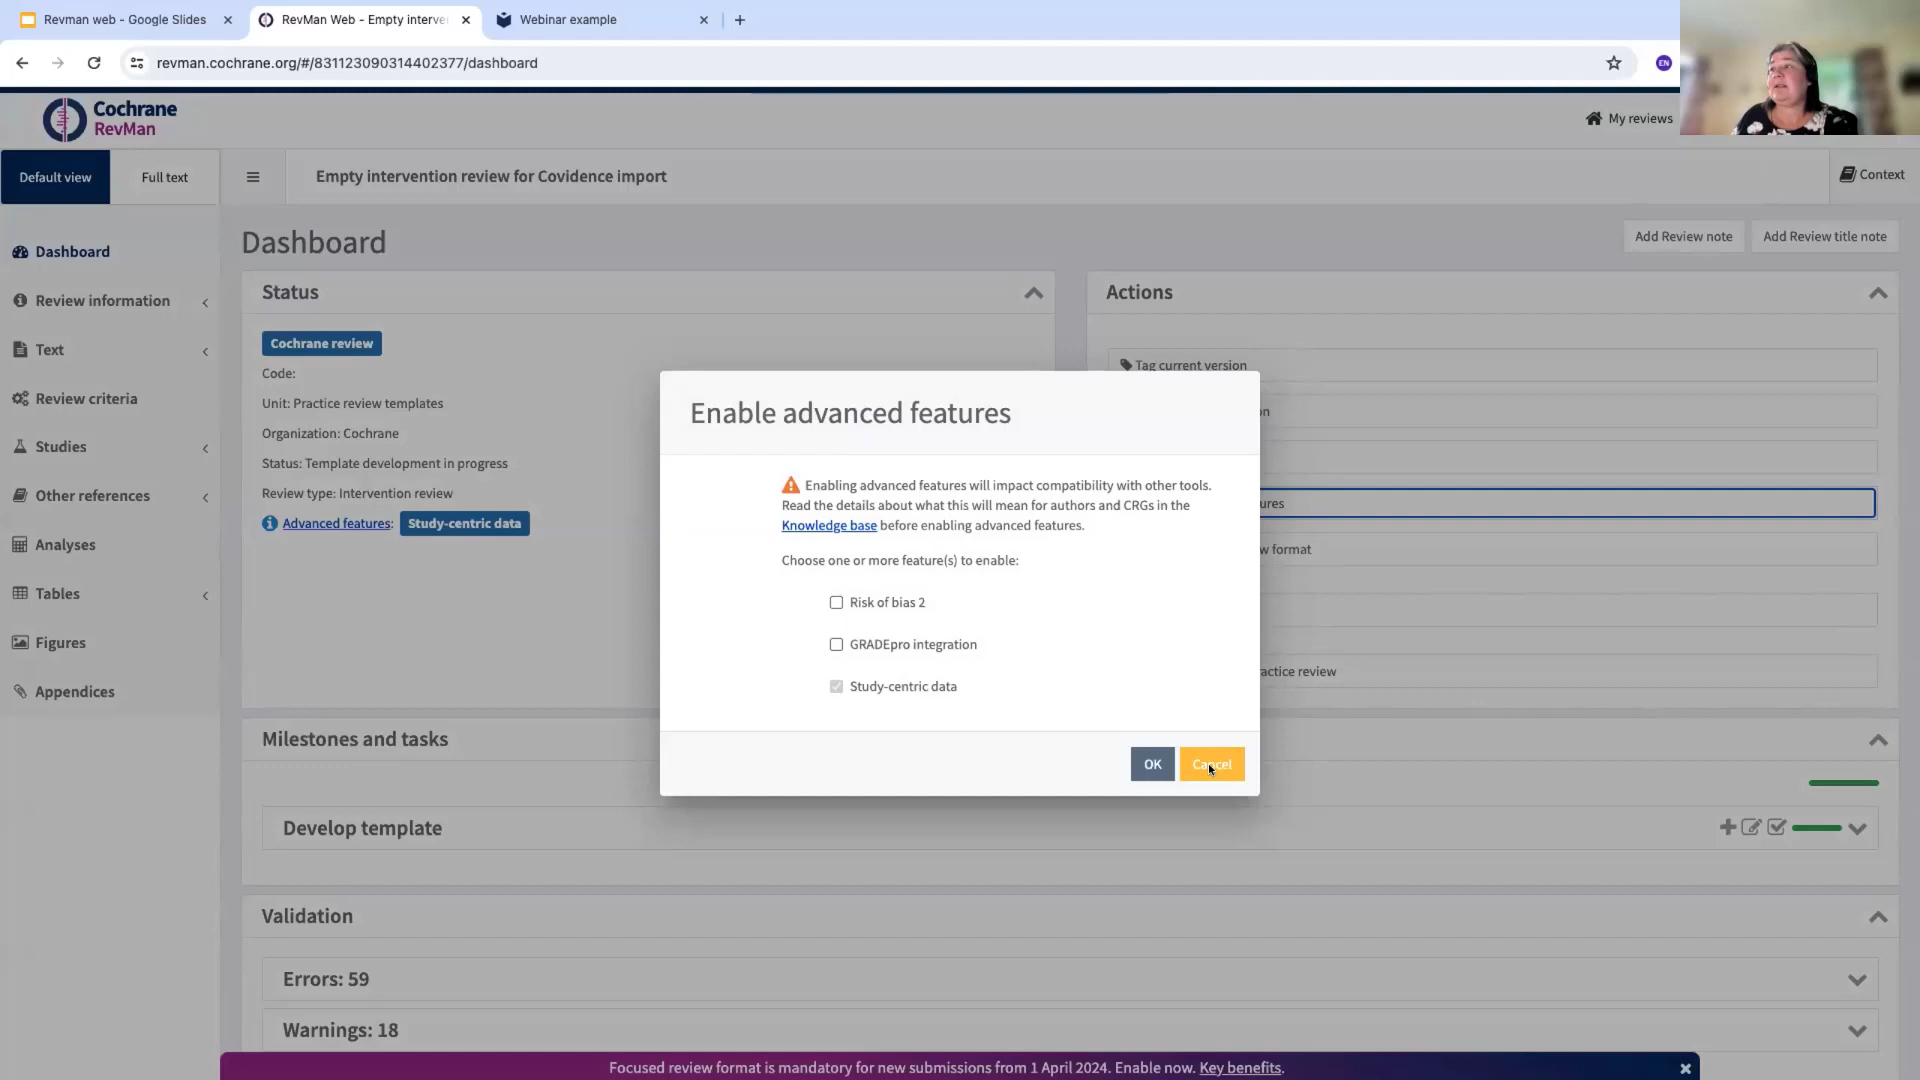 Revman web - Google Slides
RevMan Web - Empty interve
Webinar example
revman.cochrane.org/#/831123090314402377/dashboard
EN
Cochrane
RevMan
My reviews
Default view
Full text
Empty intervention review for Covidence import
Context
Dashboard
Review information
Text
Review criteria
Studies
Other references
Analyses
Tables
Figures
Appendices
Dashboard
Add Review note
Add Review title note
Status
Cochrane review
Code:
Unit: Practice review templates
Organization: Cochrane
Status: Template development in progress
Review type: Intervention review
Advanced features: Study-centric data
Actions
Tag current version
on
ures
w format
actice review
Enable advanced features
Enabling advanced features will impact compatibility with other tools.
Read the details about what this will mean for authors and CRGs in the
Knowledge base before enabling advanced features.
Choose one or more feature(s) to enable:
Risk of bias 2
GRADEpro integration
Study-centric data
OK
Cancel
Milestones and tasks
Develop template
Validation
Errors: 59
Warnings: 18
Focused review format is mandatory for new submissions from 1 April 2024. Enable now. Key benefits.